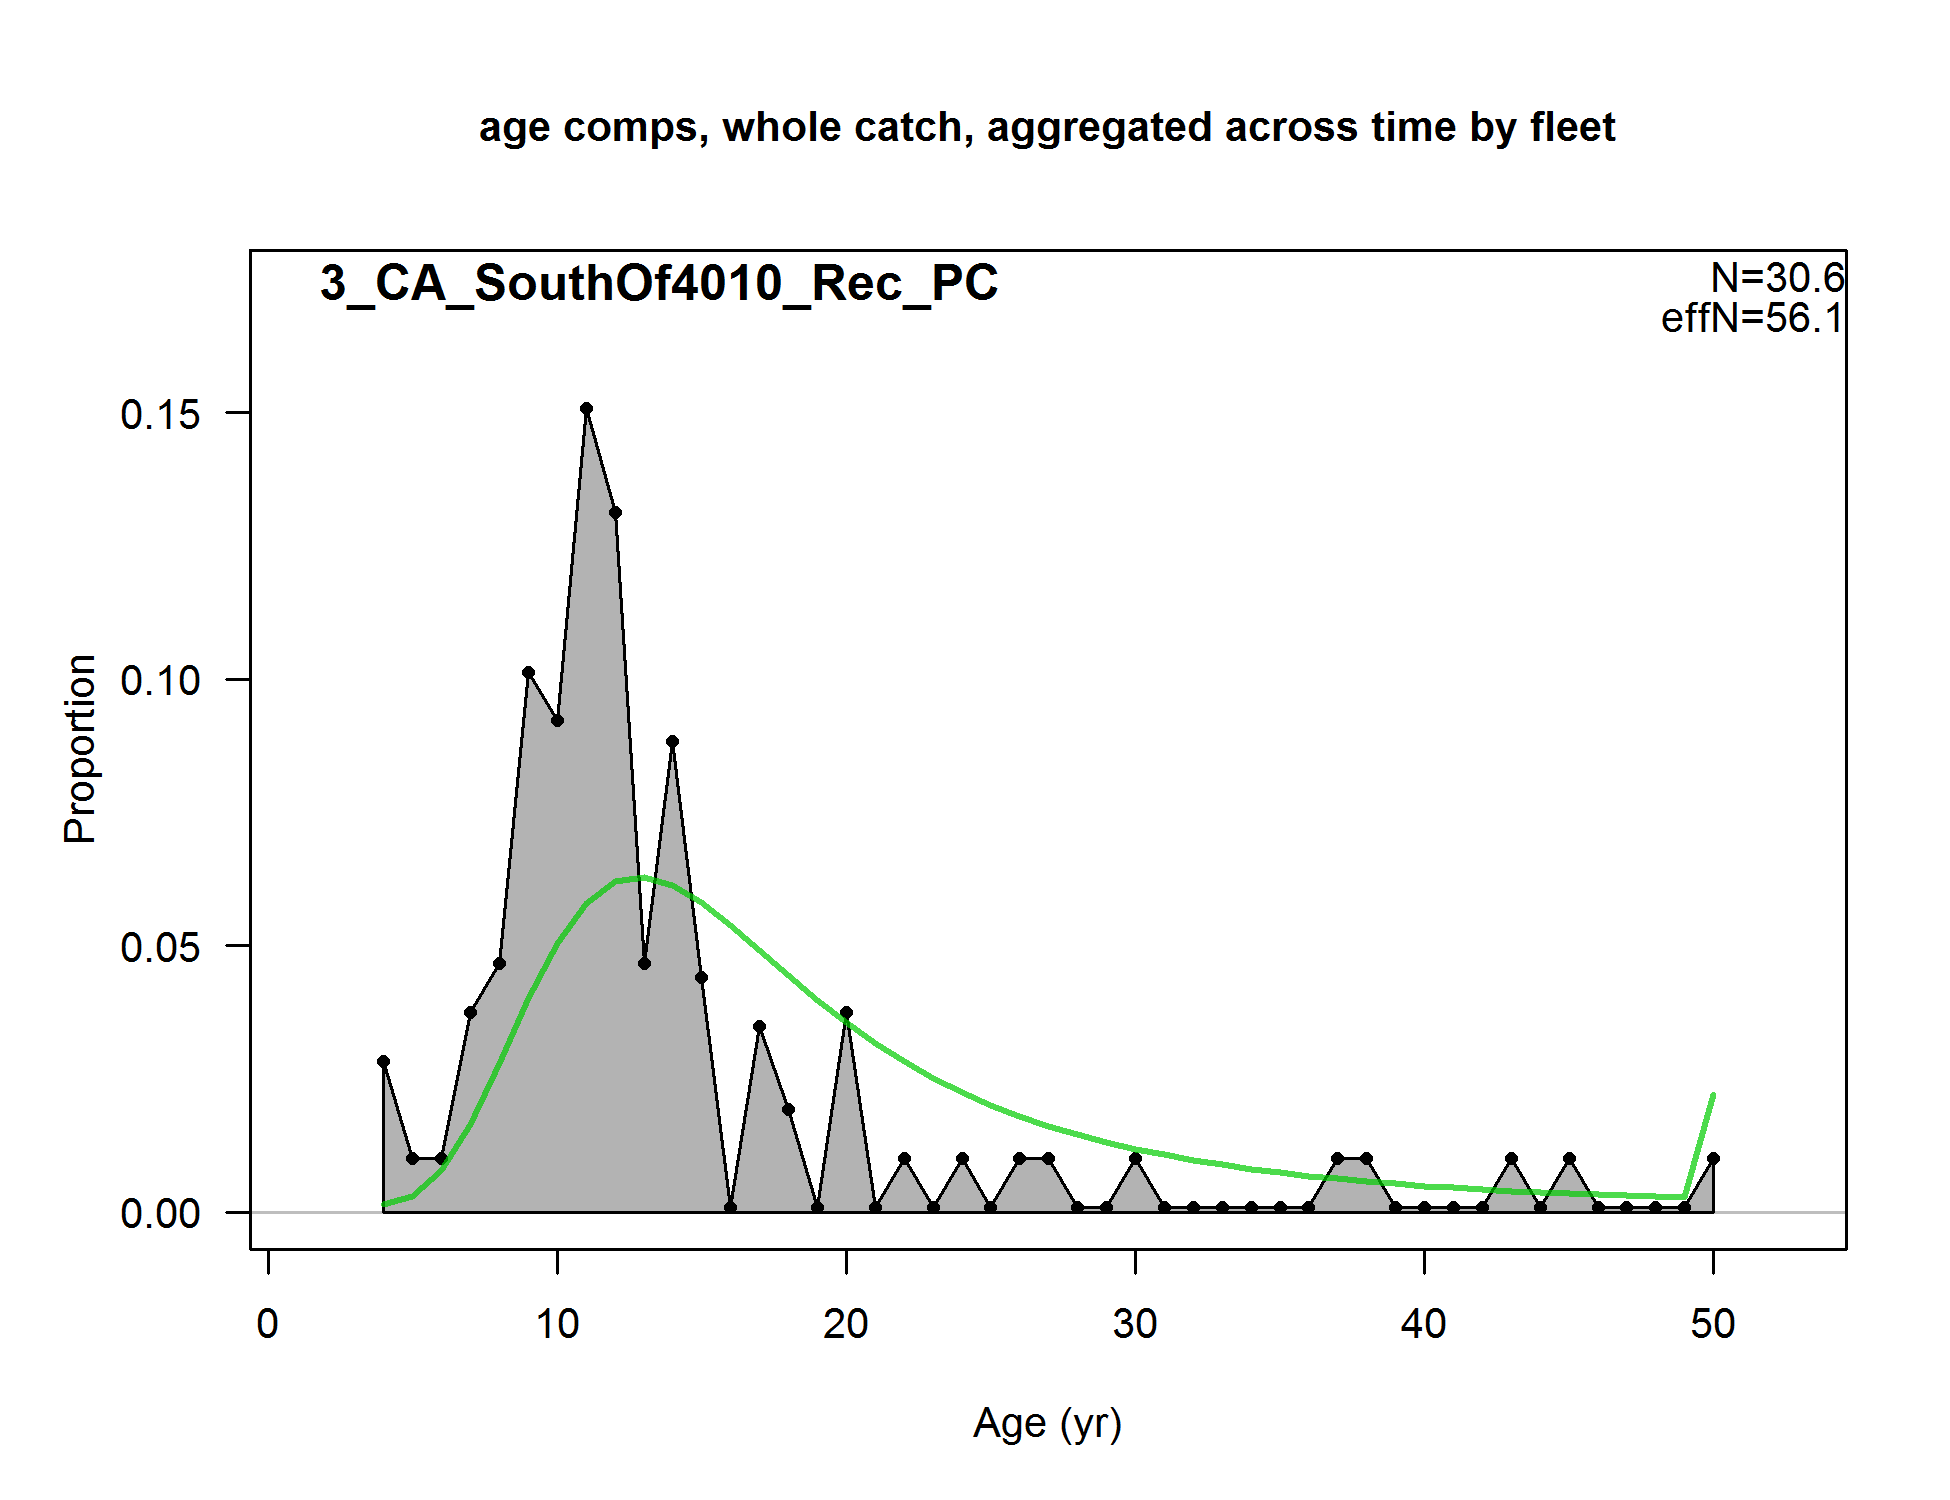 age comps, whole catch, aggregated across time by fleet
3_CA_SouthOf4010_Rec_PC
N=30.6
effN=56.1
0.15
0.10
0.05
0.00
Proportion
0 10 20 30 40 50
Age (yr)